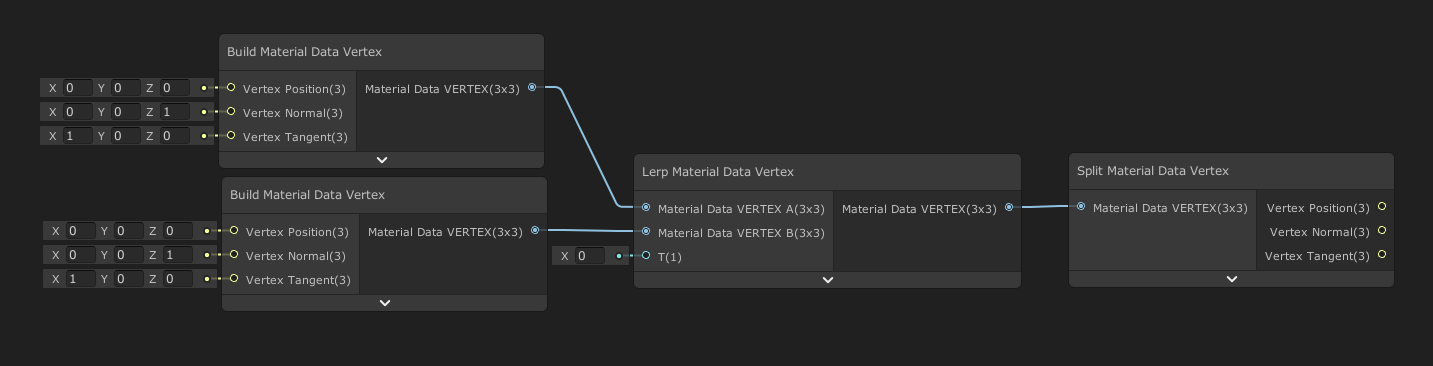 Build Material Data Vertex
X 0 Y 0 Z 0 Vertex Position(3) Material Data VERTEX(3x3)
X 0 Y 0 Z 1 Vertex Normal(3)
X 1 Y 0 Z 0 Vertex Tangent(3)
Build Material Data Vertex
X 0 Y 0 Z 0 Vertex Position(3) Material Data VERTEX(3x3)
X 0 Y 0 Z 1 Vertex Normal(3)
X 1 Y 0 Z 0 Vertex Tangent(3)
Lerp Material Data Vertex
Material Data VERTEX A(3x3) Material Data VERTEX(3x3)
Material Data VERTEX B(3x3)
X 0 T(1)
Split Material Data Vertex
Material Data VERTEX(3x3) Vertex Position(3)
Vertex Normal(3)
Vertex Tangent(3)